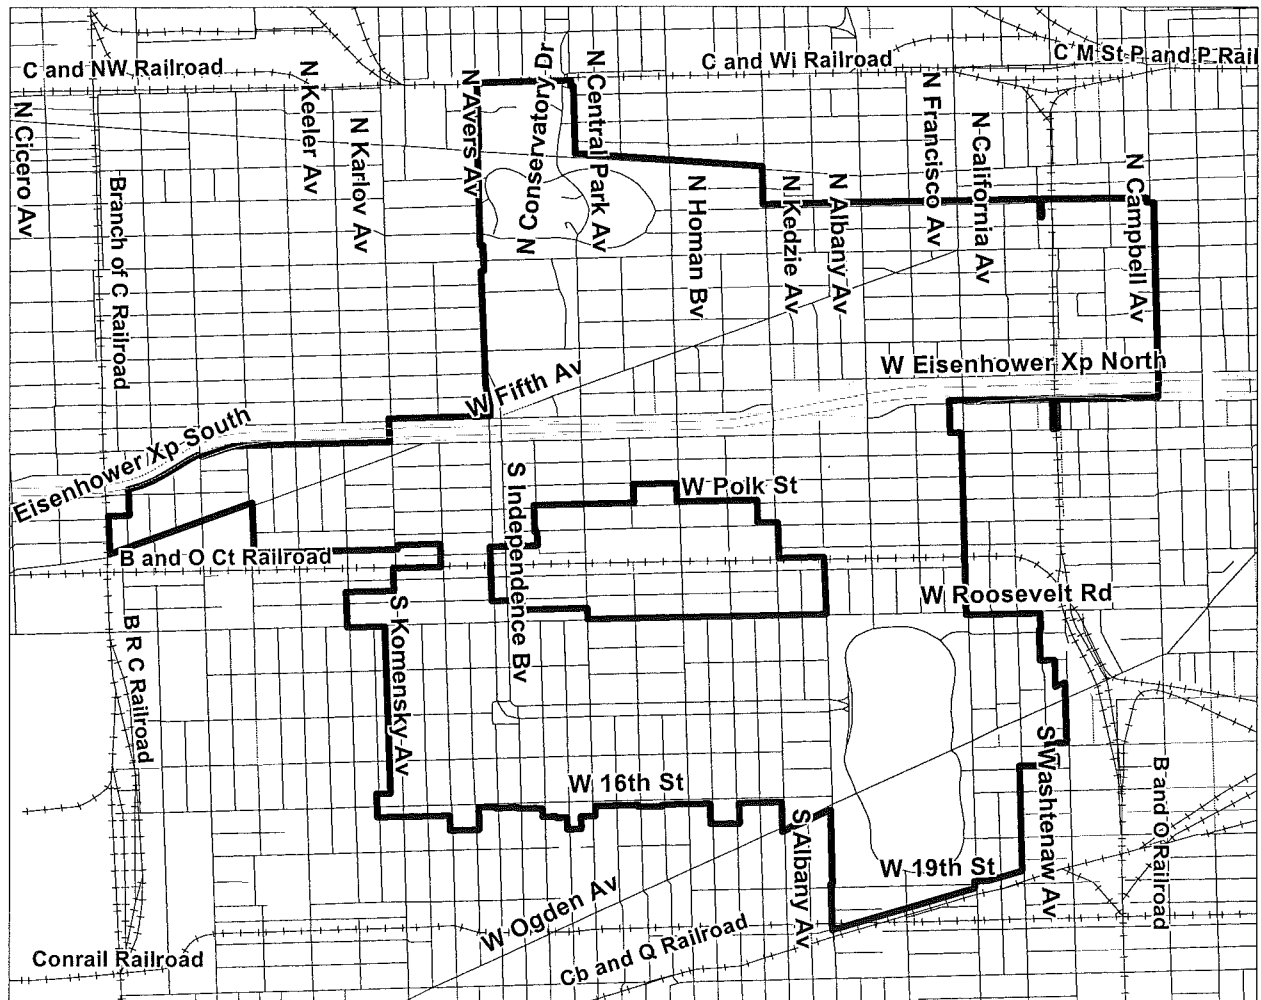 C and NW Railroad
C and Wi Railroad
C M St P and P Rail
N Cicero Av
N Keeler Av
N Karlov Av
N Avers Av
N Conservatory Dr
N Central Park Av
N Homan Bv
N Kedzie Av
N Albany Av
N Francisco Av
N California Av
N Campbell Av
Branch of C Railroad
W Eisenhower Xp North
W Fifth Av
Eisenhower Xp South
S Independence Bv
W Polk St
B and O Ct Railroad
W Roosevelt Rd
B R C Railroad
S Komensky Av
W 16th St
S Washtenaw Av
B and O Railroad
S Albany Av
W 19th St
W Ogden Av
Cb and Q Railroad
Conrail Railroad